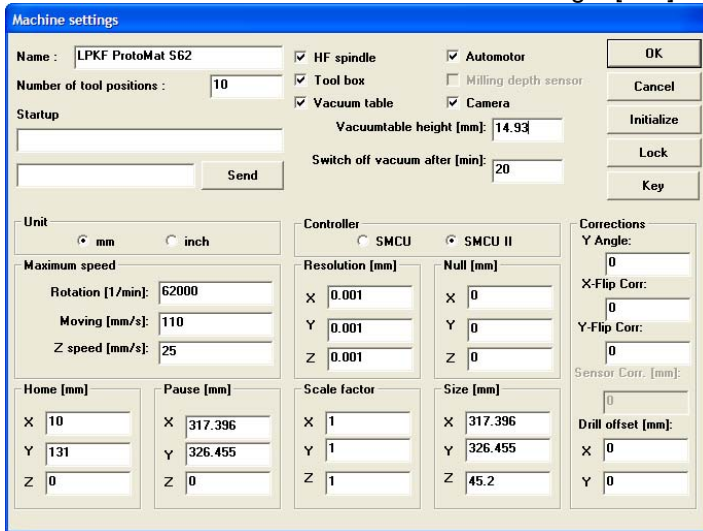 Machine settings
Name : LPKF ProtoMat S62
Number of tool positions : 10
Startup
Send
HF spindle
Automotor
Tool box
Milling depth sensor
Vacuum table
Camera
Vacuumtable height [mm]: 14.93
Switch off vacuum after [min]: 20
OK
Cancel
Initialize
Lock
Key
Unit
mm inch
Controller
SMCU SMCU II
Maximum speed
Rotation [1/min]: 62000
Moving [mm/s]: 110
Z speed [mm/s]: 25
Resolution [mm]
X 0.001
Y 0.001
Z 0.001
Null [mm]
X 0
Y 0
Z 0
Corrections
Y Angle:
0
X-Flip Corr:
0
Y-Flip Corr:
0
Sensor Corr. [mm]:
0
Drill offset [mm]:
X 0
Y 0
Home [mm]
X 10
Y 131
Z 0
Pause [mm]
X 317.396
Y 326.455
Z 0
Scale factor
X 1
Y 1
Z 1
Size [mm]
X 317.396
Y 326.455
Z 45.2